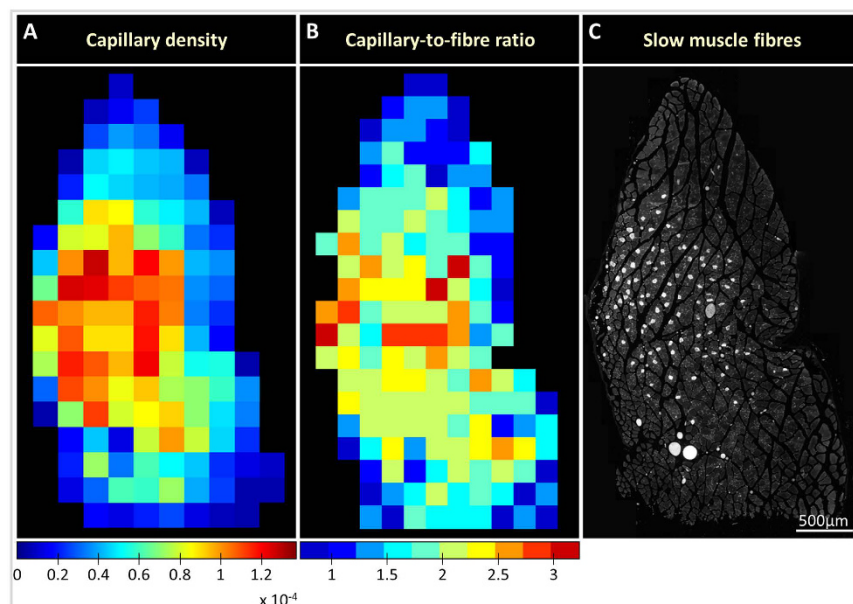 A Capillary density
B Capillary-to-fibre ratio
C Slow muscle fibres
500µm
0 0.2 0.4 0.6 0.8 1 1.2
x 10-4
1 1.5 2 2.5 3